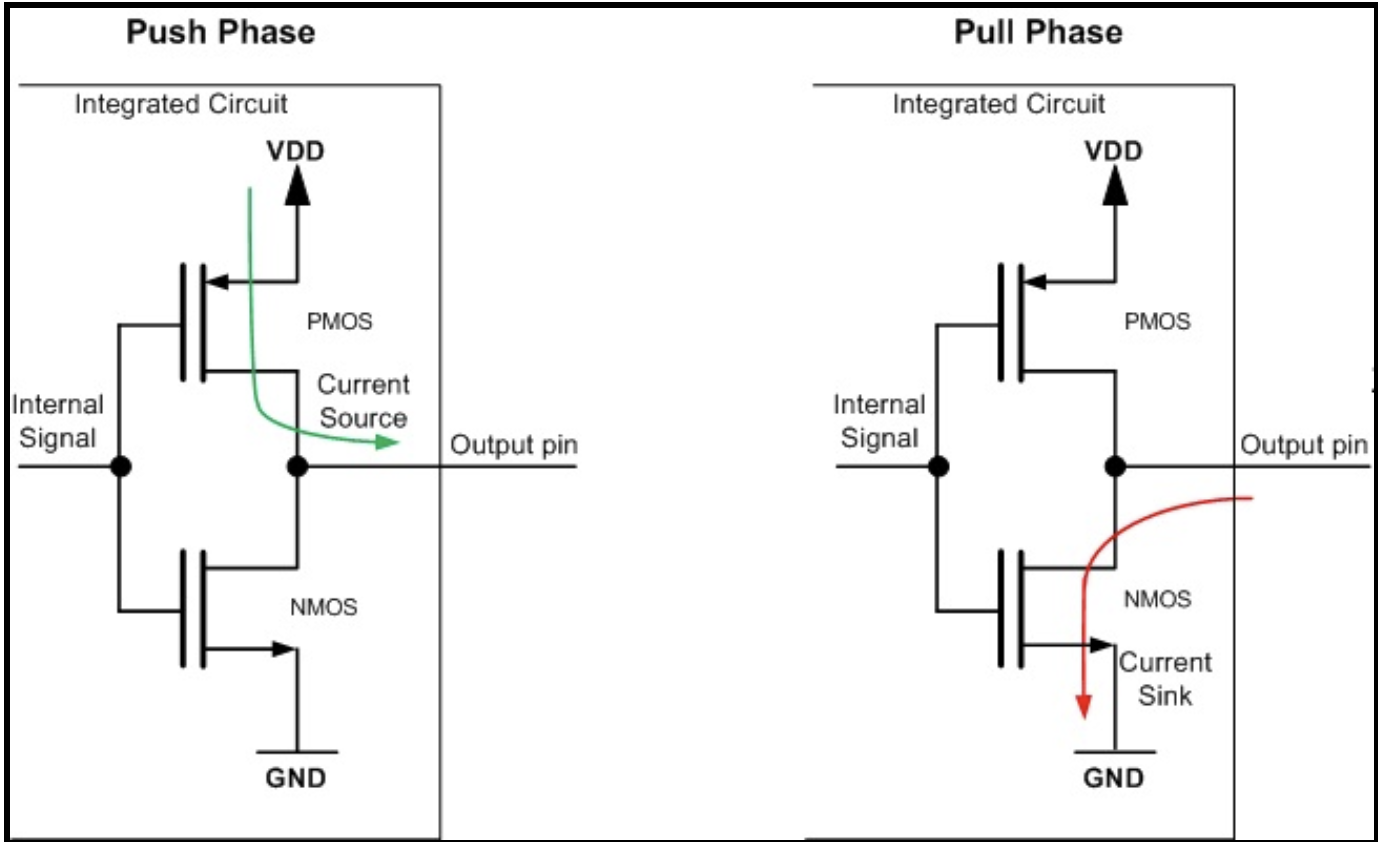 Push Phase
Integrated Circuit
VDD
PMOS
Current
Source
Internal
Signal
Output pin
NMOS
GND
Pull Phase
Integrated Circuit
VDD
PMOS
Internal
Signal
Output pin
NMOS
Current
Sink
GND